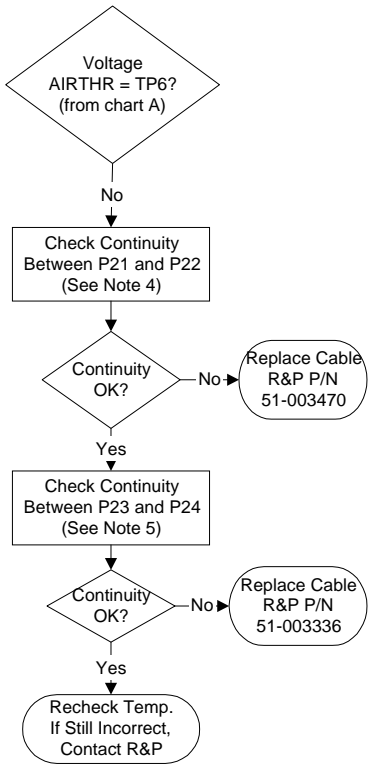 Voltage
AIRTHR = TP6?
(from chart A)
No
Check Continuity
Between P21 and P22
(See Note 4)
Continuity
OK?
No
Replace Cable
R&P P/N
51-003470
Yes
Check Continuity
Between P23 and P24
(See Note 5)
Continuity
OK?
No
Replace Cable
R&P P/N
51-003336
Yes
Recheck Temp.
If Still Incorrect,
Contact R&P